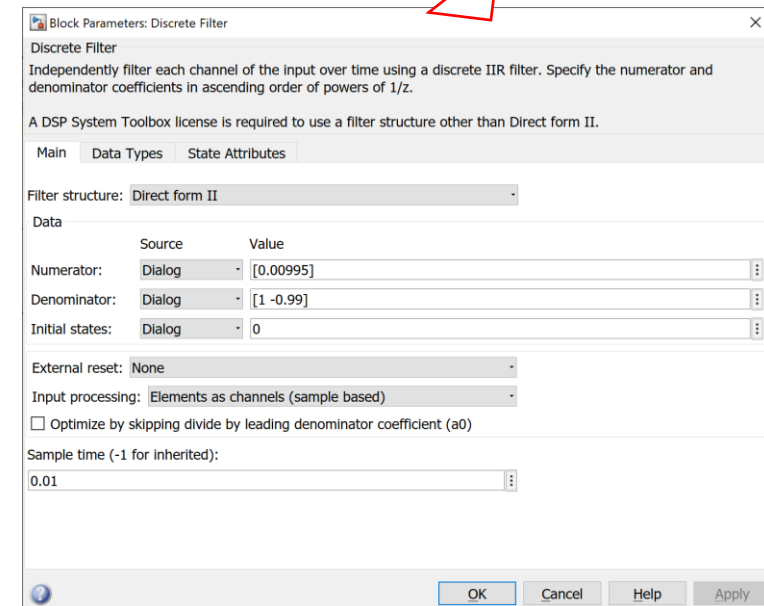 Block Parameters: Discrete Filter
Discrete Filter
Independently filter each channel of the input over time using a discrete IIR filter. Specify the numerator and
denominator coefficients in ascending order of powers of 1/z.
A DSP System Toolbox license is required to use a filter structure other than Direct form II.
Main Data Types State Attributes
Filter structure: Direct form II
Data
Source Value
Numerator: Dialog [0.00995]
Denominator: Dialog [1 -0.99]
Initial states: Dialog 0
External reset: None
Input processing: Elements as channels (sample based)
Optimize by skipping divide by leading denominator coefficient (a0)
Sample time (-1 for inherited):
0.01
OK Cancel Help Apply